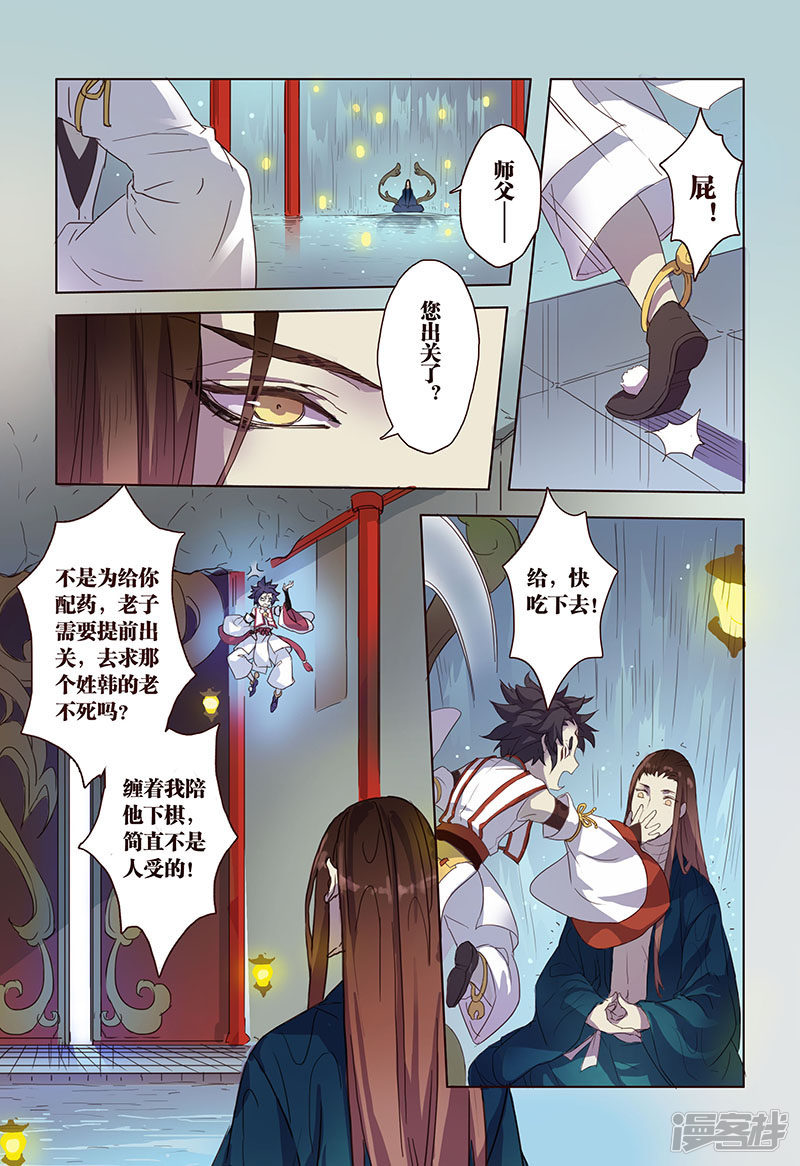 师父——
您出关了？
屁！
不是为给你
配药，老子
需要提前出
关，去求那
个姓韩的老
不死吗？
缠着我陪
他下棋，
简直不是
人受的！
给，快
吃下去！
漫客栈